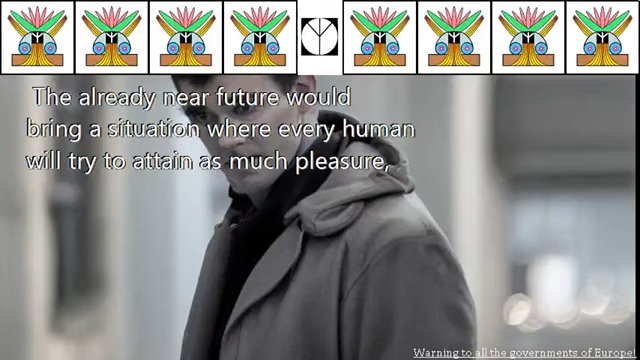 The already near future would
bring a situation where every human
will try to attain as much pleasure,
Warning to all the governments of Europe!